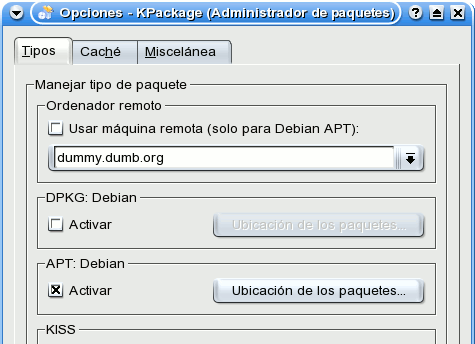 Opciones - KPackage (Administrador de paquetes)
Tipos Caché Miscelánea
Manejar tipo de paquete
Ordenador remoto
Usar máquina remota (solo para Debian APT):
dummy.dumb.org
DPKG: Debian
Activar Ubicación de los paquetes...
APT: Debian
Activar Ubicación de los paquetes...
KISS